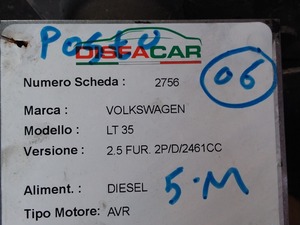 DISFACAR
Numero Scheda : 2756
06
Marca : VOLKSWAGEN
Modello : LT 35
Versione : 2.5 FUR. 2P/D/2461CC
Aliment. : DIESEL
5.M
Tipo Motore: AVR